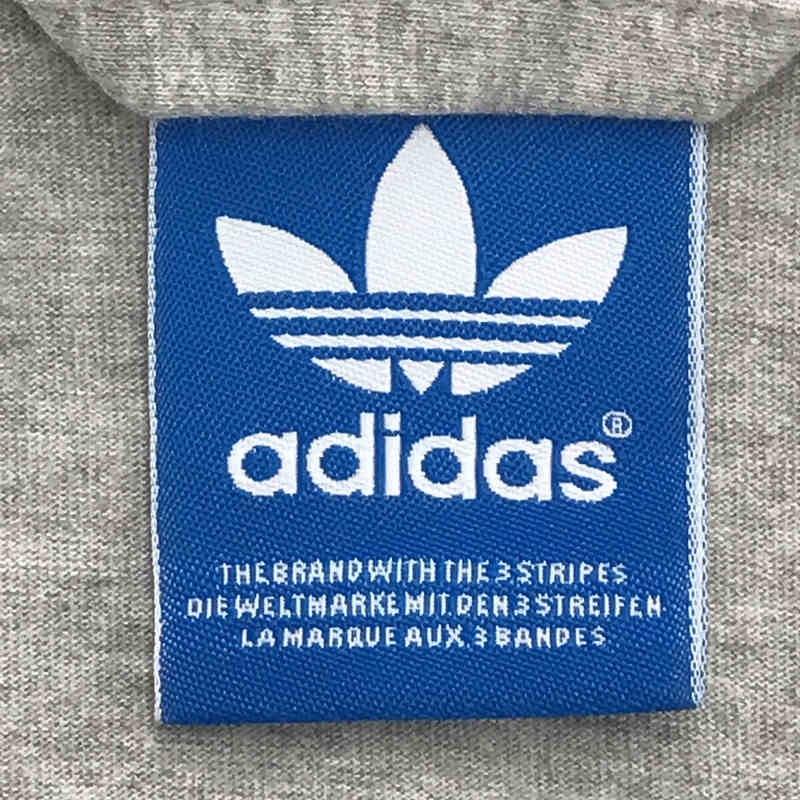 adidas®
THE BRAND WITH THE 3 STRIPES
DIE WELTMARKE MIT DEN 3 STREIFEN
LA MARQUE AUX 3 BANDES